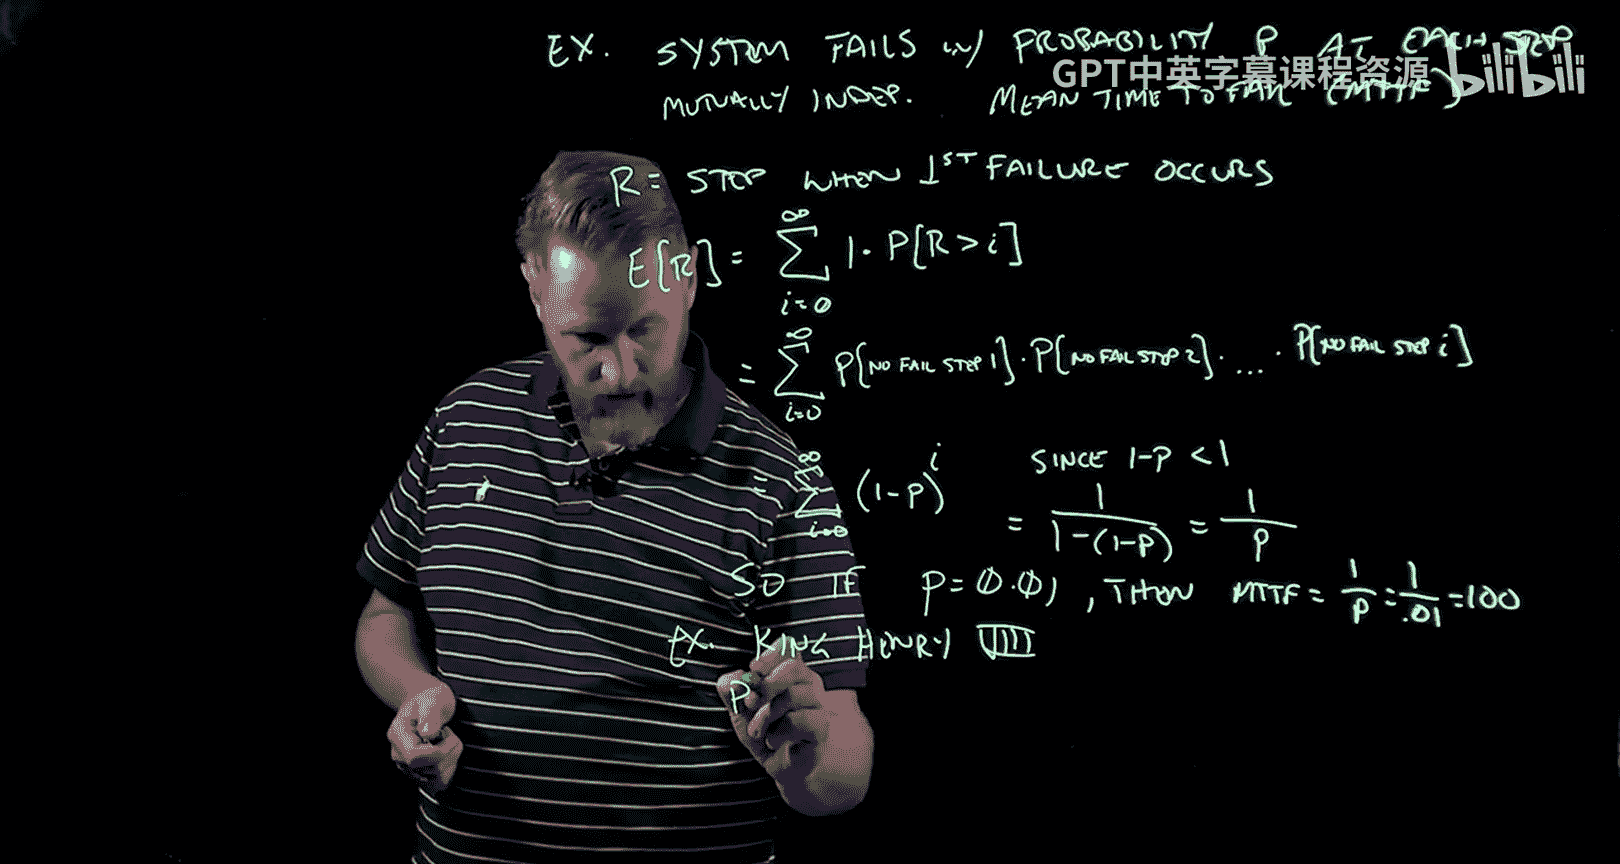 EX. SYSTEM FAILS w/ PROBABILITY P AT EACH STEP
GPT中英字幕课程资源 bilibili
MUTUALLY INDEP. MEAN TIME TO FAIL (MTTF)
R = STEP WHEN 1ST FAILURE OCCURS
E[R] = ∞ Σ i=0 1· P[R > i]
= ∞ Σ i=0 P[NO FAIL STEP 1] · P[NO FAIL STEP 2] · ... · P[NO FAIL STEP i]
= ∞ Σ i=0 (1-P)^i SINCE 1-P < 1
= 1/(1-(1-P)) = 1/P
SO IF P = 0.01, THEN MTTF = 1/P = 1/.01 = 100
EX. KING HENRY VIII
P